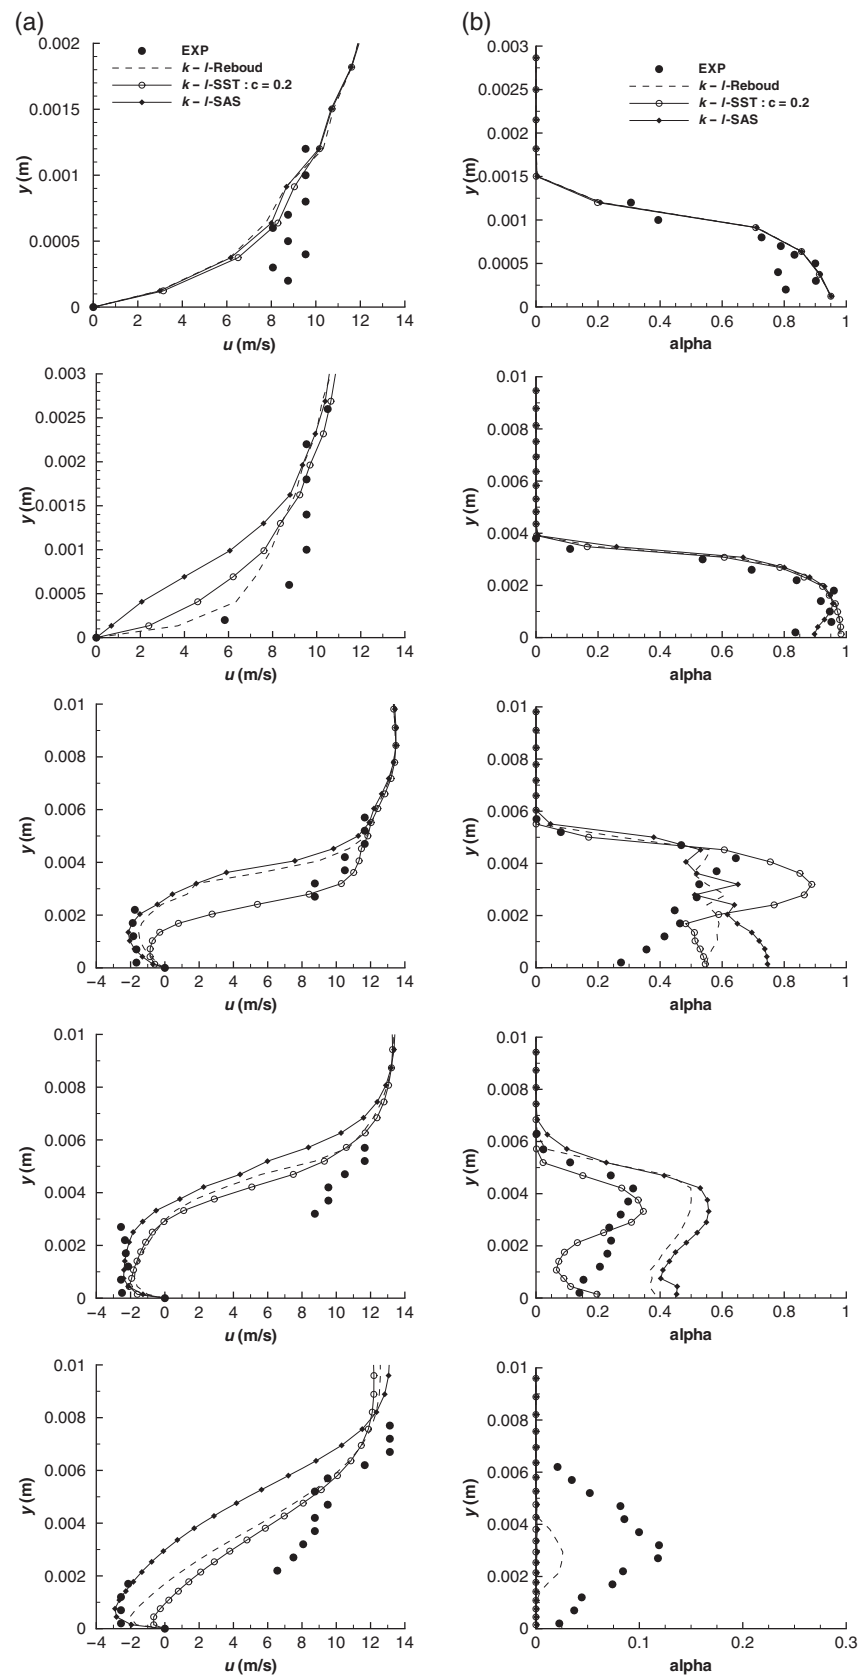 (a)
(b)
0.002
0.0015
0.001
0.0005
0
y (m)
EXP
k – l-Reboud
k – l-SST : c = 0.2
k – l-SAS
0 2 4 6 8 10 12 14
u (m/s)
0.003
0.0025
0.002
0.0015
0.001
0.0005
0
y (m)
EXP
k – l-Reboud
k – l-SST : c = 0.2
k – l-SAS
0 0.2 0.4 0.6 0.8 1
alpha
0.003
0.0025
0.002
0.0015
0.001
0.0005
0
y (m)
0 2 4 6 8 10 12 14
u (m/s)
0.01
0.008
0.006
0.004
0.002
0
y (m)
0 0.2 0.4 0.6 0.8 1
alpha
0.01
0.008
0.006
0.004
0.002
0
y (m)
−4 −2 0 2 4 6 8 10 12 14
u (m/s)
0.01
0.008
0.006
0.004
0.002
0
y (m)
0 0.2 0.4 0.6 0.8 1
alpha
0.01
0.008
0.006
0.004
0.002
0
y (m)
−4 −2 0 2 4 6 8 10 12 14
u (m/s)
0.01
0.008
0.006
0.004
0.002
0
y (m)
0 0.2 0.4 0.6 0.8 1
alpha
0.01
0.008
0.006
0.004
0.002
0
y (m)
−4 −2 0 2 4 6 8 10 12 14
u (m/s)
0.01
0.008
0.006
0.004
0.002
0
y (m)
0 0.1 0.2 0.3
alpha